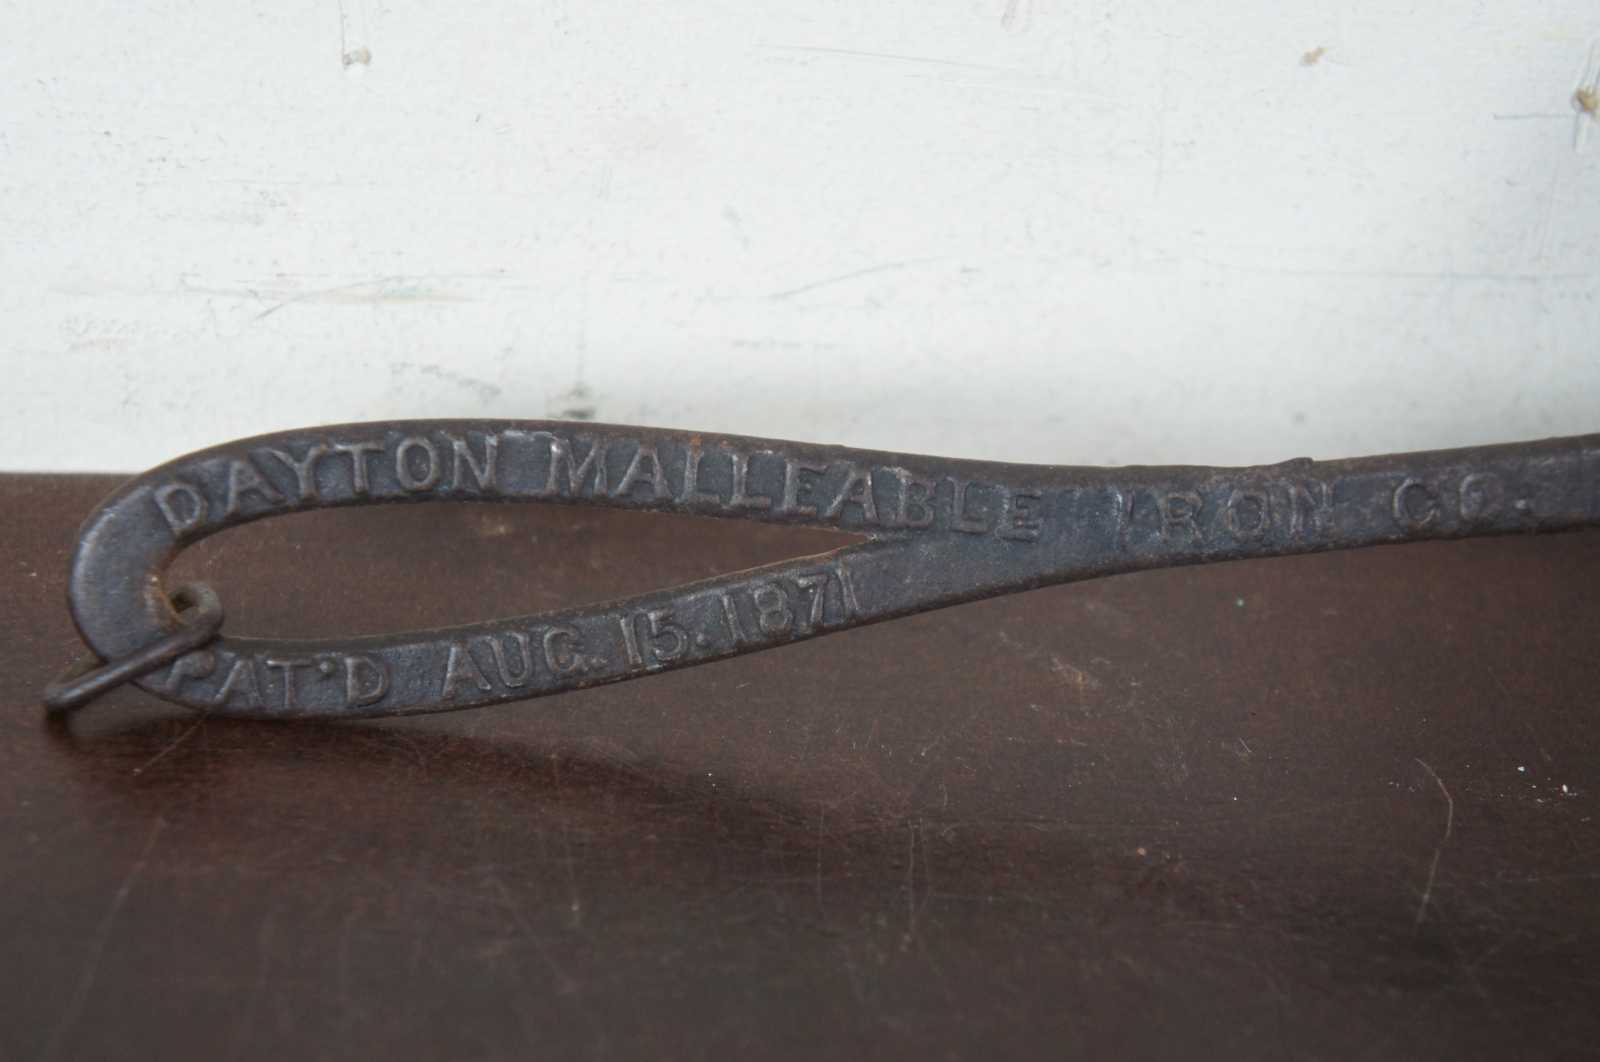 DAYTON MALLEABLE IRON CO.
PAT'D AUG. 15. 1871